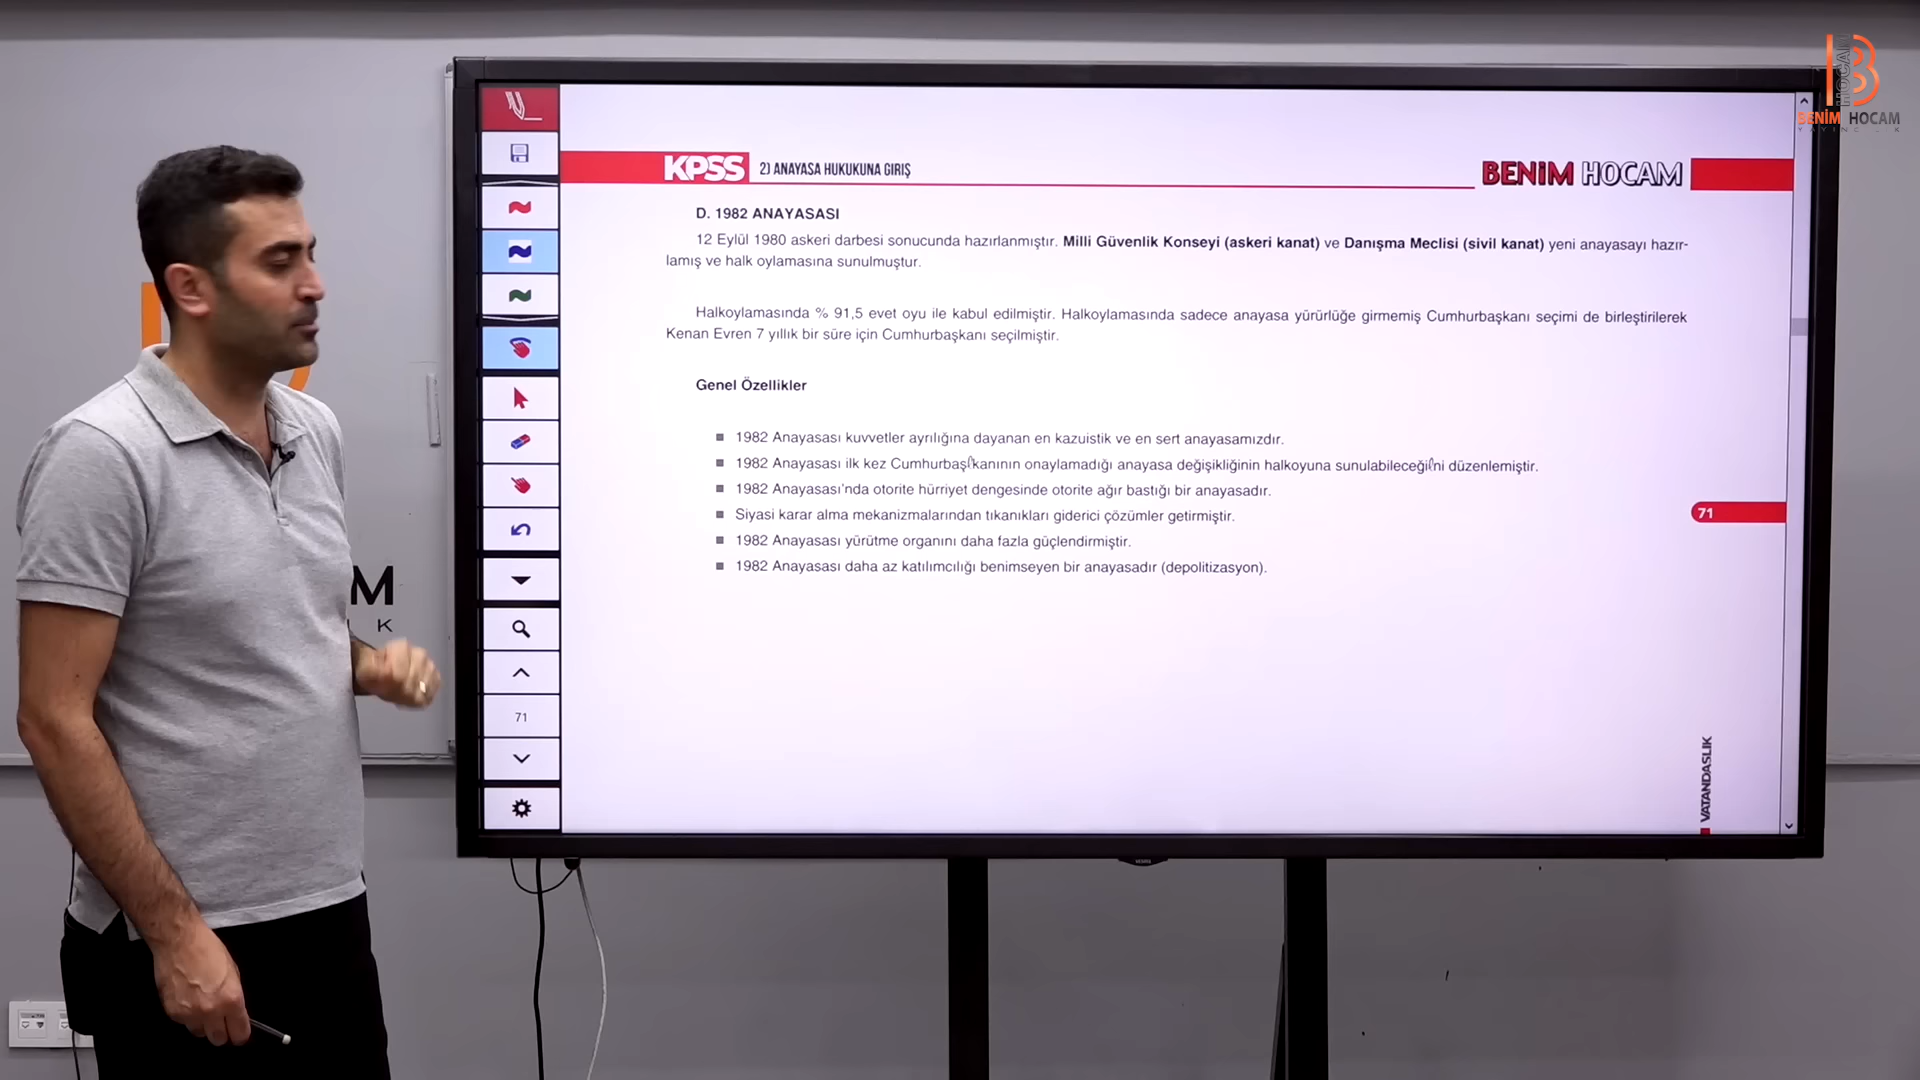 BENİM HOCAM
KPSS 2) ANAYASA HUKUKUNA GIRIŞ BENİM HOCAM
D. 1982 ANAYASASI
12 Eylül 1980 askeri darbesi sonucunda hazırlanmıştır. Milli Güvenlik Konseyi (askeri kanat) ve Danışma Meclisi (sivil kanat) yeni anayasayı hazır-
lamış ve halk oylamasına sunulmuştur.
Halkoylamasında % 91,5 evet oyu ile kabul edilmiştir. Halkoylamasında sadece anayasa yürürlüğe girmemiş Cumhurbaşkanı seçimi de birleştirilerek
Kenan Evren 7 yıllık bir süre için Cumhurbaşkanı seçilmiştir.
Genel Özellikler
1982 Anayasası kuvvetler ayrılığına dayanan en kazuistik ve en sert anayasamızdır.
1982 Anayasası ilk kez Cumhurbaşkanının onaylamadığı anayasa değişikliğinin halkoyuna sunulabileceğini düzenlemiştir.
1982 Anayasası'nda otorite hürriyet dengesinde otorite ağır bastığı bir anayasadır.
Siyasi karar alma mekanizmalarından tıkanıkları giderici çözümler getirmiştir.
1982 Anayasası yürütme organını daha fazla güçlendirmiştir.
1982 Anayasası daha az katılımcılığı benimseyen bir anayasadır (depolitizasyon).
71
71
VATANDAŞLIK
M
K